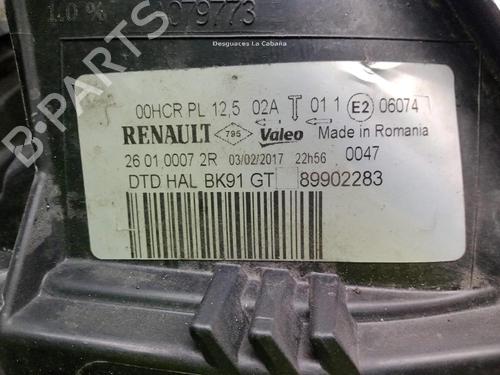 1.0 % 079773
Desguaces La Cabaña
00HCR PL 12,5 02A T 01 1 E2 06074
RENAULT 795 Valeo Made in Romania
26 01 0007 2R 03/02/2017 22h56 0047
DTD HAL BK91 GT 89902283
B-PARTS